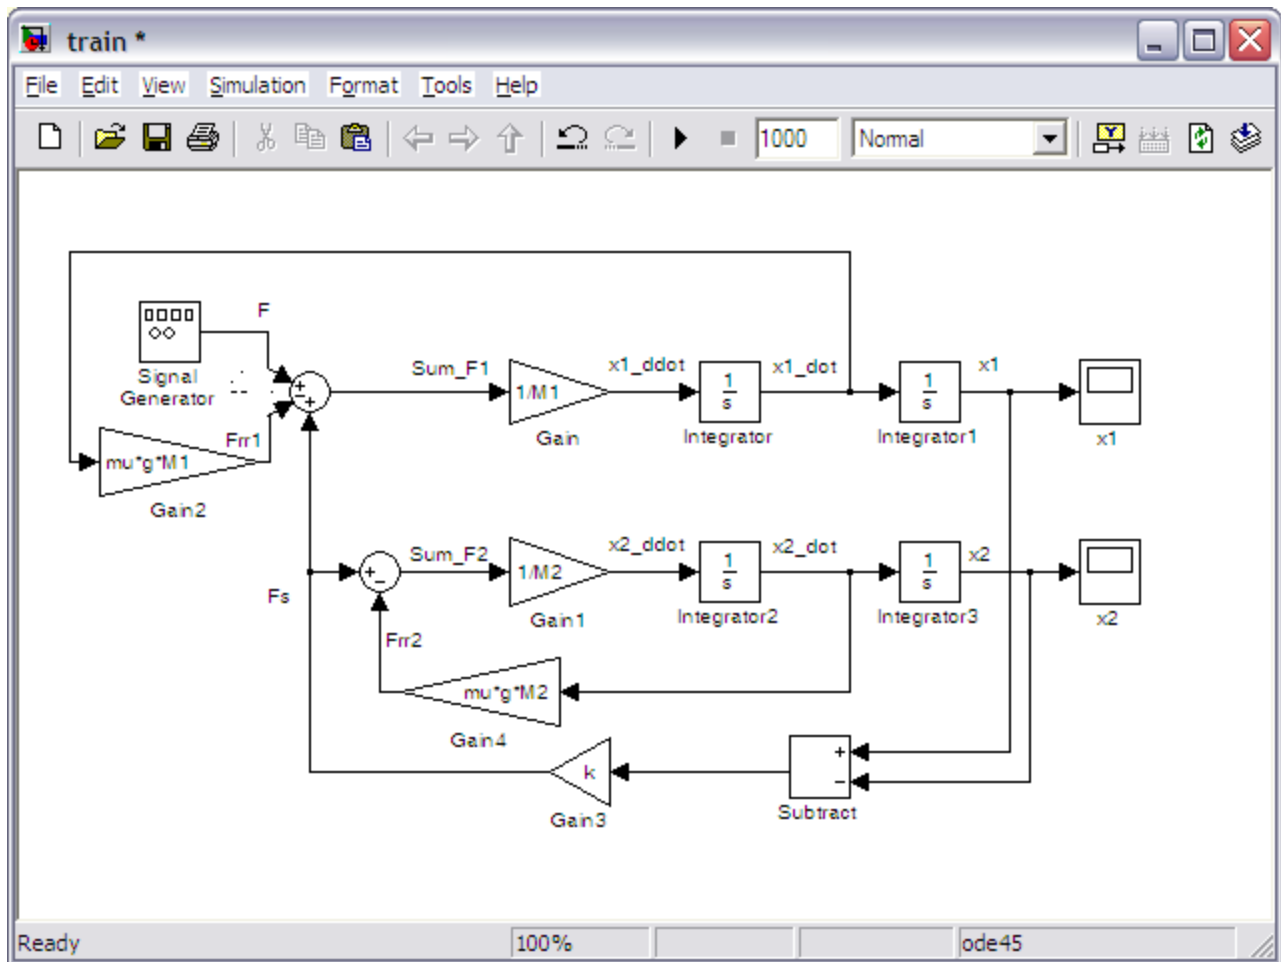 train *
File Edit View Simulation Format Tools Help
1000 Normal
F
Signal
Generator
+
−
+
Sum_F1
1/M1
Gain
x1_ddot
1
s
Integrator
x1_dot
1
s
Integrator1
x1
x1
Frr1
mu*g*M1
Gain2
Fs
+
−
Sum_F2
1/M2
Gain1
x2_ddot
1
s
Integrator2
x2_dot
1
s
Integrator3
x2
x2
Frr2
mu*g*M2
Gain4
k
Gain3
+
−
Subtract
Ready 100% ode45